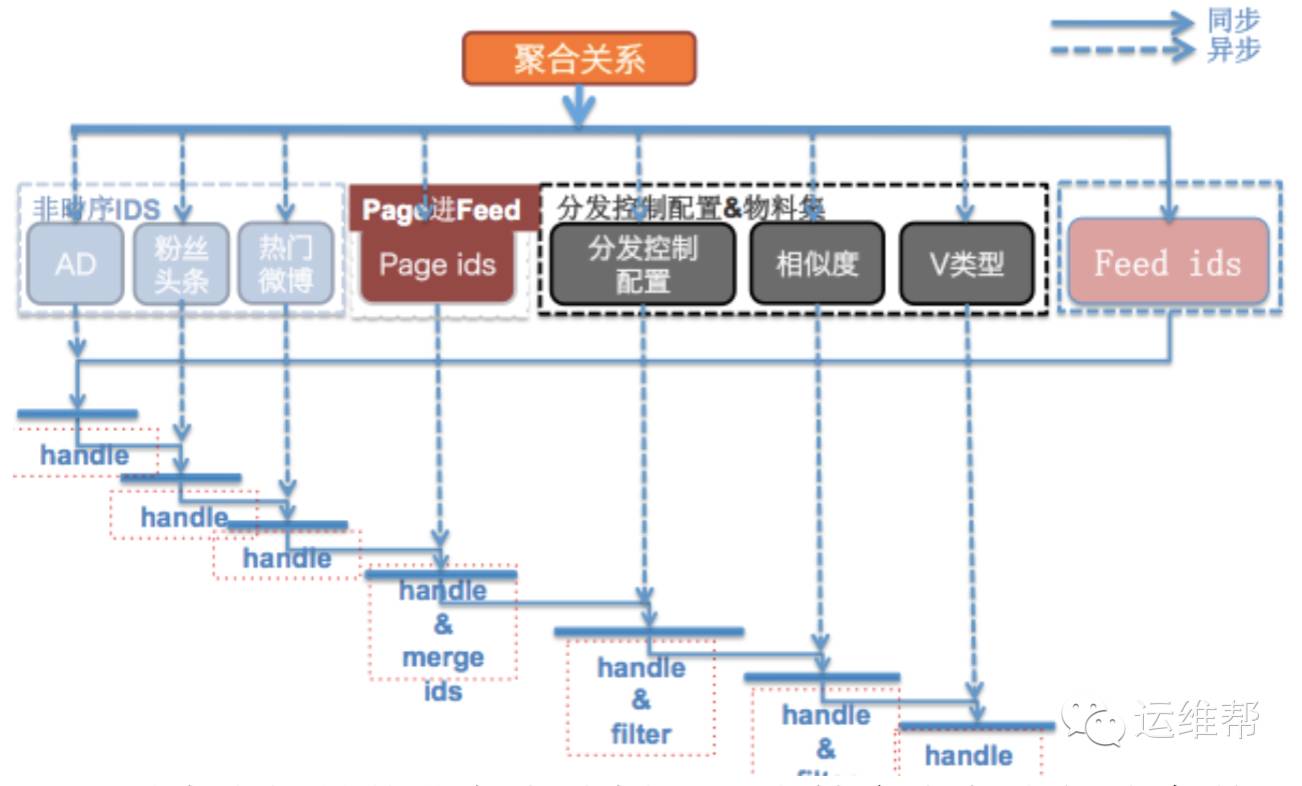 同步
异步
聚合关系
非时序IDS
Page进Feed
分发控制配置&物料集
AD
粉丝
头条
热门
微博
Page ids
分发控制
配置
相似度
V类型
Feed ids
handle
handle
handle
handle
&
merge
ids
handle
&
filter
handle
&
handle
运维帮